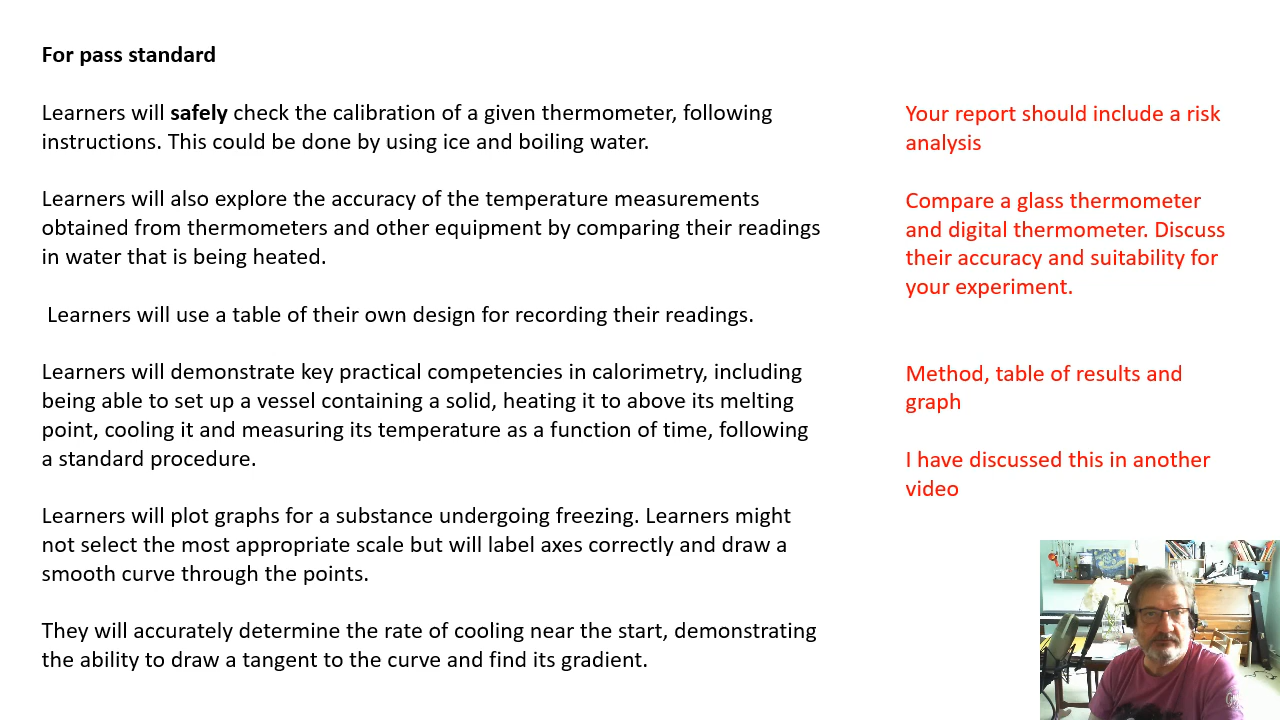 For pass standard
Learners will safely check the calibration of a given thermometer, following
instructions. This could be done by using ice and boiling water.
Learners will also explore the accuracy of the temperature measurements
obtained from thermometers and other equipment by comparing their readings
in water that is being heated.
Learners will use a table of their own design for recording their readings.
Learners will demonstrate key practical competencies in calorimetry, including
being able to set up a vessel containing a solid, heating it to above its melting
point, cooling it and measuring its temperature as a function of time, following
a standard procedure.
Learners will plot graphs for a substance undergoing freezing. Learners might
not select the most appropriate scale but will label axes correctly and draw a
smooth curve through the points.
They will accurately determine the rate of cooling near the start, demonstrating
the ability to draw a tangent to the curve and find its gradient.
Your report should include a risk
analysis
Compare a glass thermometer
and digital thermometer. Discuss
their accuracy and suitability for
your experiment.
Method, table of results and
graph
I have discussed this in another
video